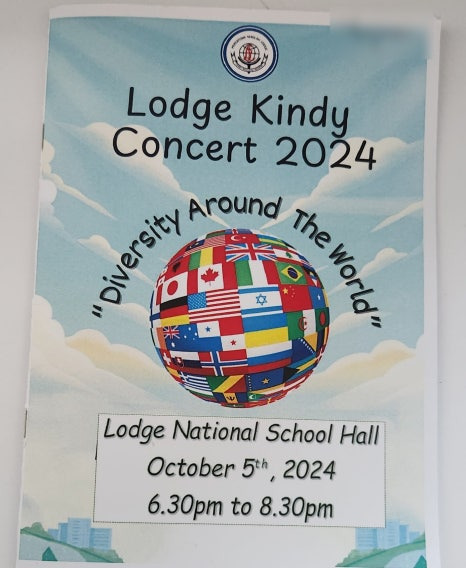 Lodge Kindy
Concert 2024
"Diversity Around The World"
Lodge National School Hall
October 5th, 2024
6.30pm to 8.30pm